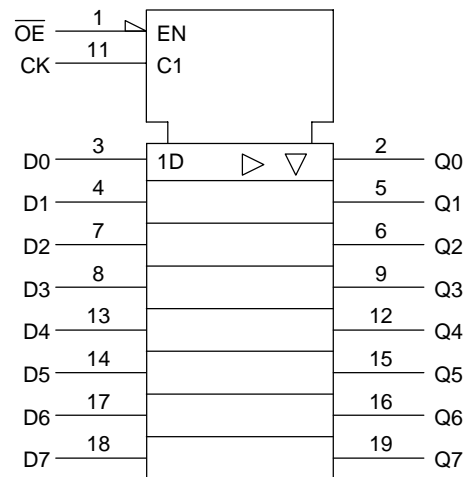 O̅E̅ 1 EN
CK 11 C1
D0 3 1D 2 Q0
D1 4 5 Q1
D2 7 6 Q2
D3 8 9 Q3
D4 13 12 Q4
D5 14 15 Q5
D6 17 16 Q6
D7 18 19 Q7